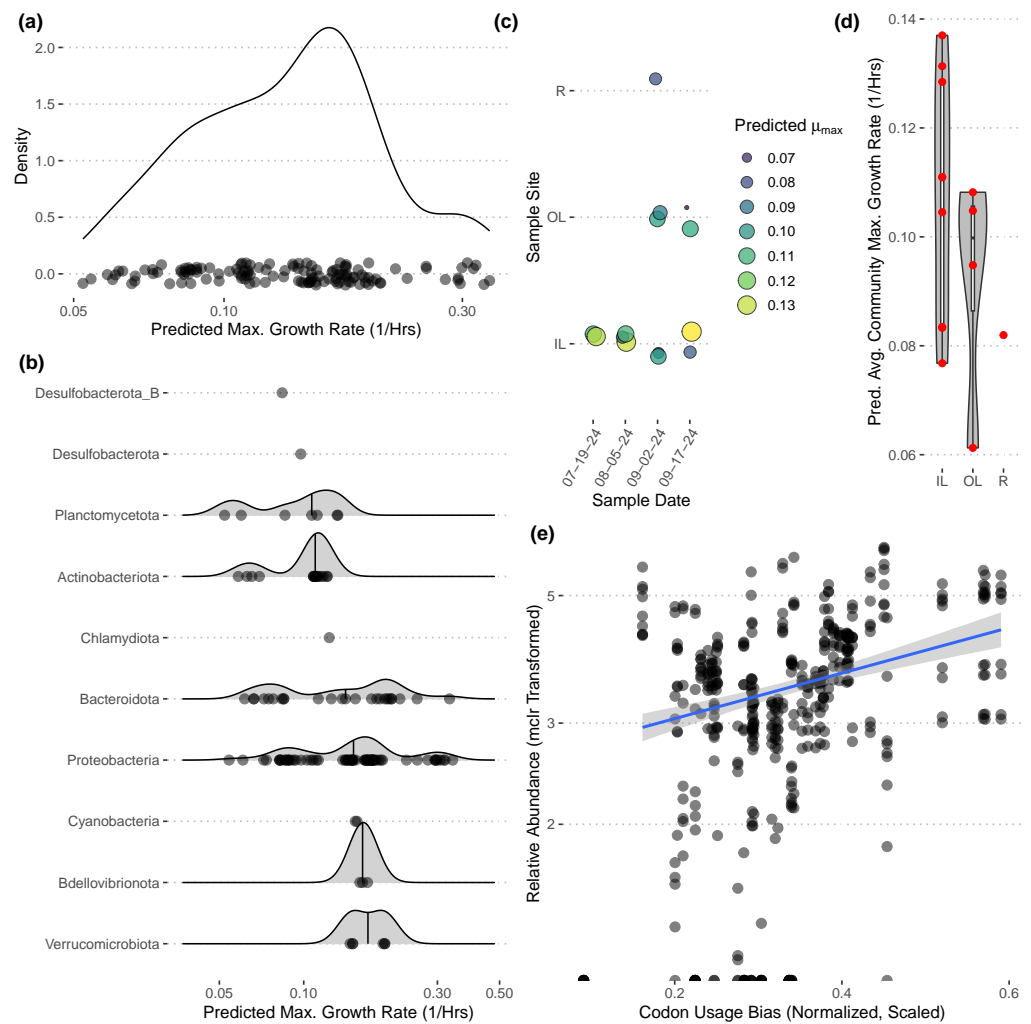 (a)
2.0
1.5
1.0
0.5
0.0
Density
0.05
0.10
0.30
Predicted Max. Growth Rate (1/Hrs)
(b)
Desulfobacterota_B
Desulfobacterota
Planctomycetota
Actinobacteriota
Chlamydiota
Bacteroidota
Proteobacteria
Cyanobacteria
Bdellovibrionota
Verrucomicrobiota
0.05
0.10
0.30
0.50
Predicted Max. Growth Rate (1/Hrs)
(c)
R
OL
IL
Sample Site
07−19−24
08−05−24
09−02−24
09−17−24
Sample Date
Predicted μmax
0.07
0.08
0.09
0.10
0.11
0.12
0.13
(d)
0.14
0.12
0.10
0.08
0.06
Pred. Avg. Community Max. Growth Rate (1/Hrs)
IL
OL
R
(e)
5
3
2
Relative Abundance (mclr Transformed)
0.2
0.4
0.6
Codon Usage Bias (Normalized, Scaled)